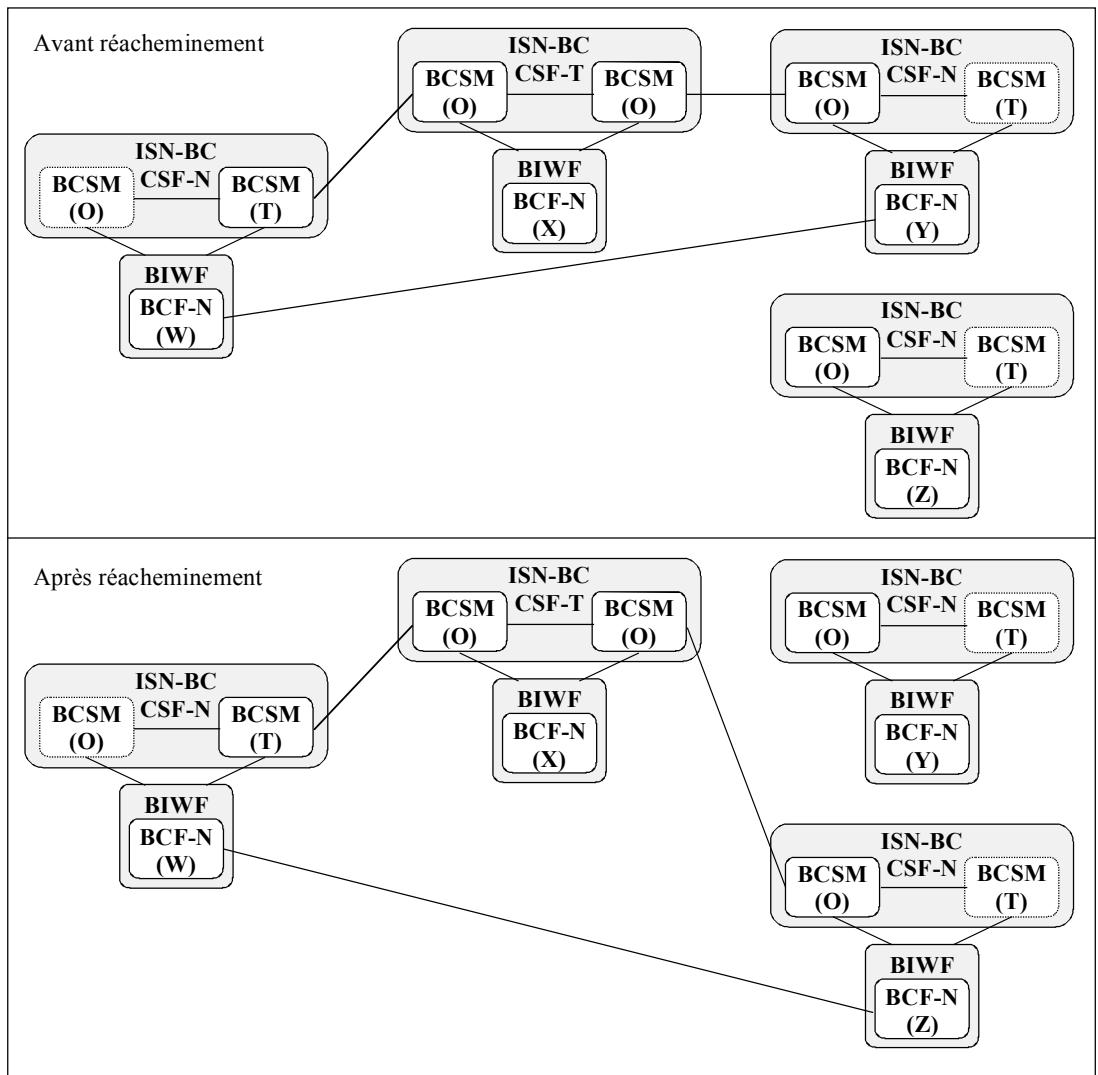 Avant réacheminement
ISN-BC
CSF-T
BCSM
(O)
BCSM
(O)
BIWF
BCF-N
(X)
ISN-BC
CSF-N
BCSM
(O)
BCSM
(T)
BIWF
BCF-N
(Y)
ISN-BC
CSF-N
BCSM
(O)
BCSM
(T)
BIWF
BCF-N
(W)
ISN-BC
CSF-N
BCSM
(O)
BCSM
(T)
BIWF
BCF-N
(Z)
Après réacheminement
ISN-BC
CSF-T
BCSM
(O)
BCSM
(O)
BIWF
BCF-N
(X)
ISN-BC
CSF-N
BCSM
(O)
BCSM
(T)
BIWF
BCF-N
(Y)
ISN-BC
CSF-N
BCSM
(O)
BCSM
(T)
BIWF
BCF-N
(W)
ISN-BC
CSF-N
BCSM
(O)
BCSM
(T)
BIWF
BCF-N
(Z)